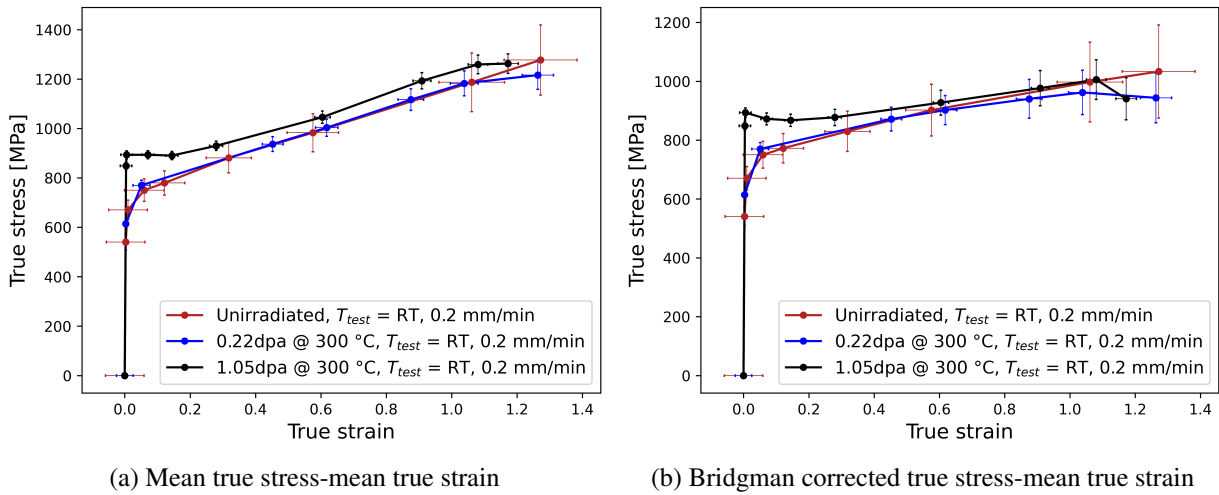 1400
1200
1000
800
600
400
200
0
True stress [MPa]
0.0 0.2 0.4 0.6 0.8 1.0 1.2 1.4
True strain
Unirradiated, T_test = RT, 0.2 mm/min
0.22dpa @ 300 °C, T_test = RT, 0.2 mm/min
1.05dpa @ 300 °C, T_test = RT, 0.2 mm/min
(a) Mean true stress-mean true strain
1200
1000
800
600
400
200
0
True stress [MPa]
0.0 0.2 0.4 0.6 0.8 1.0 1.2 1.4
True strain
Unirradiated, T_test = RT, 0.2 mm/min
0.22dpa @ 300 °C, T_test = RT, 0.2 mm/min
1.05dpa @ 300 °C, T_test = RT, 0.2 mm/min
(b) Bridgman corrected true stress-mean true strain